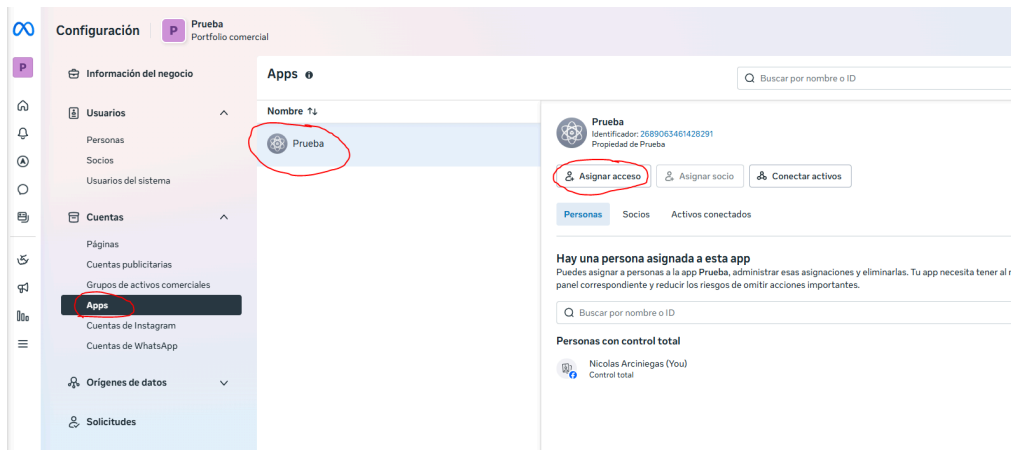 Configuración
P
Prueba
Portfolio comercial
P
Información del negocio
Usuarios
Personas
Socios
Usuarios del sistema
Cuentas
Páginas
Cuentas publicitarias
Grupos de activos comerciales
Apps
Cuentas de Instagram
Cuentas de WhatsApp
Orígenes de datos
Solicitudes
Apps
Buscar por nombre o ID
Nombre
Prueba
Prueba
Identificador: 2689063461428291
Propiedad de Prueba
Asignar acceso
Asignar socio
Conectar activos
Personas
Socios
Activos conectados
Hay una persona asignada a esta app
Puedes asignar a personas a la app Prueba, administrar esas asignaciones y eliminarlas. Tu app necesita tener al
panel correspondiente y reducir los riesgos de omitir acciones importantes.
Buscar por nombre o ID
Personas con control total
Nicolas Arciniegas (You)
Control total